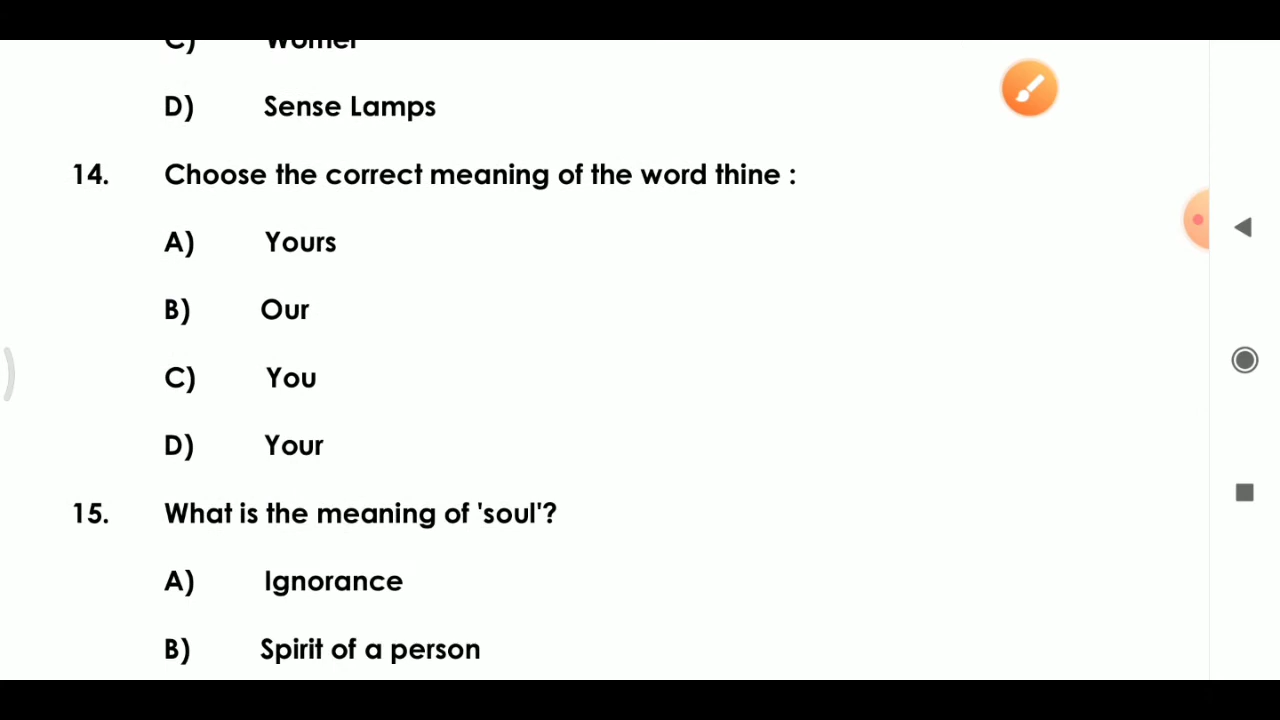 D) Sense Lamps
14. Choose the correct meaning of the word thine :
A) Yours
B) Our
C) You
D) Your
15. What is the meaning of 'soul'?
A) Ignorance
B) Spirit of a person